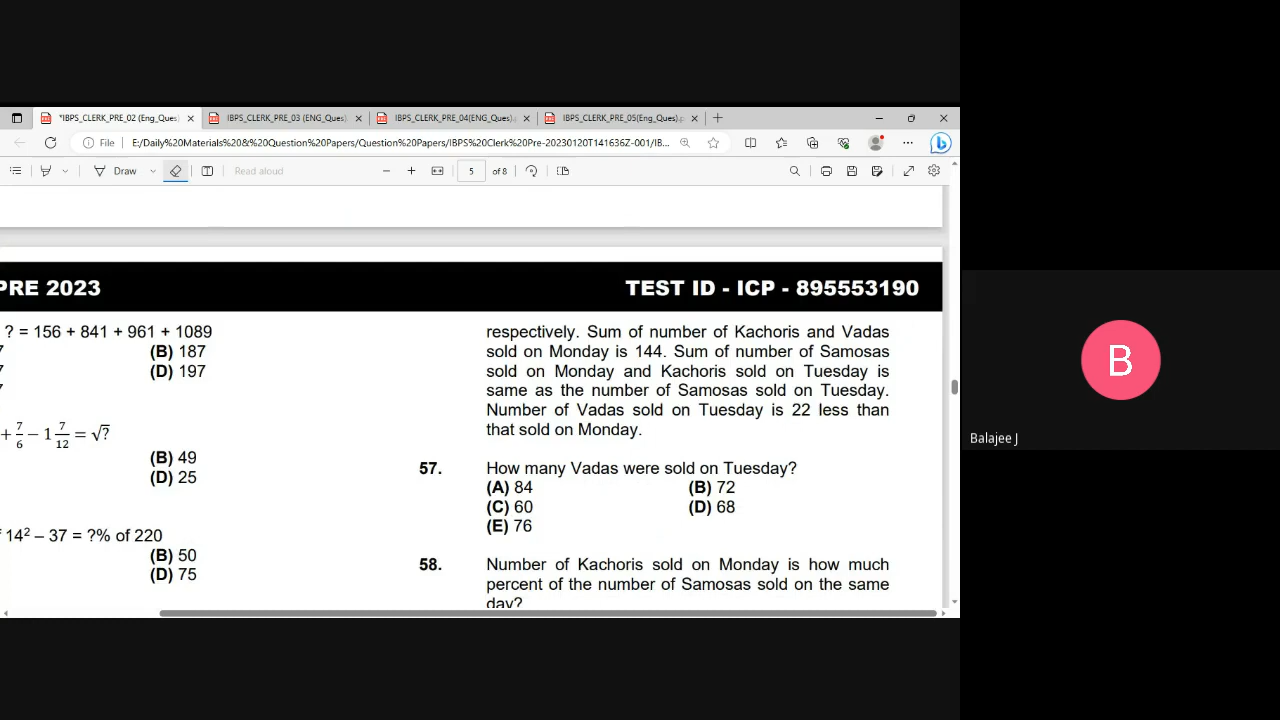 *IBPS_CLERK_PRE_02 (Eng_Ques)
IBPS_CLERK_PRE_03 (ENG_Ques).
IBPS_CLERK_PRE_04(ENG_Ques).p
IBPS_CLERK_PRE_05(Eng_Ques).p
File
E:/Daily%20Materials%20&%20Question%20Papers/Question%20Papers/IBPS%20Clerk%20Pre-20230120T141636Z-001/IB...
Draw
Read aloud
5
of 8
PRE 2023
TEST ID - ICP - 895553190
? = 156 + 841 + 961 + 1089
(B) 187
(D) 197
+ 7/6 − 1 7/12 = √?
(B) 49
(D) 25
14² – 37 = ?% of 220
(B) 50
(D) 75
respectively. Sum of number of Kachoris and Vadas
sold on Monday is 144. Sum of number of Samosas
sold on Monday and Kachoris sold on Tuesday is
same as the number of Samosas sold on Tuesday.
Number of Vadas sold on Tuesday is 22 less than
that sold on Monday.
57. How many Vadas were sold on Tuesday?
(A) 84 (B) 72
(C) 60 (D) 68
(E) 76
58. Number of Kachoris sold on Monday is how much
percent of the number of Samosas sold on the same
day?
B
Balajee J